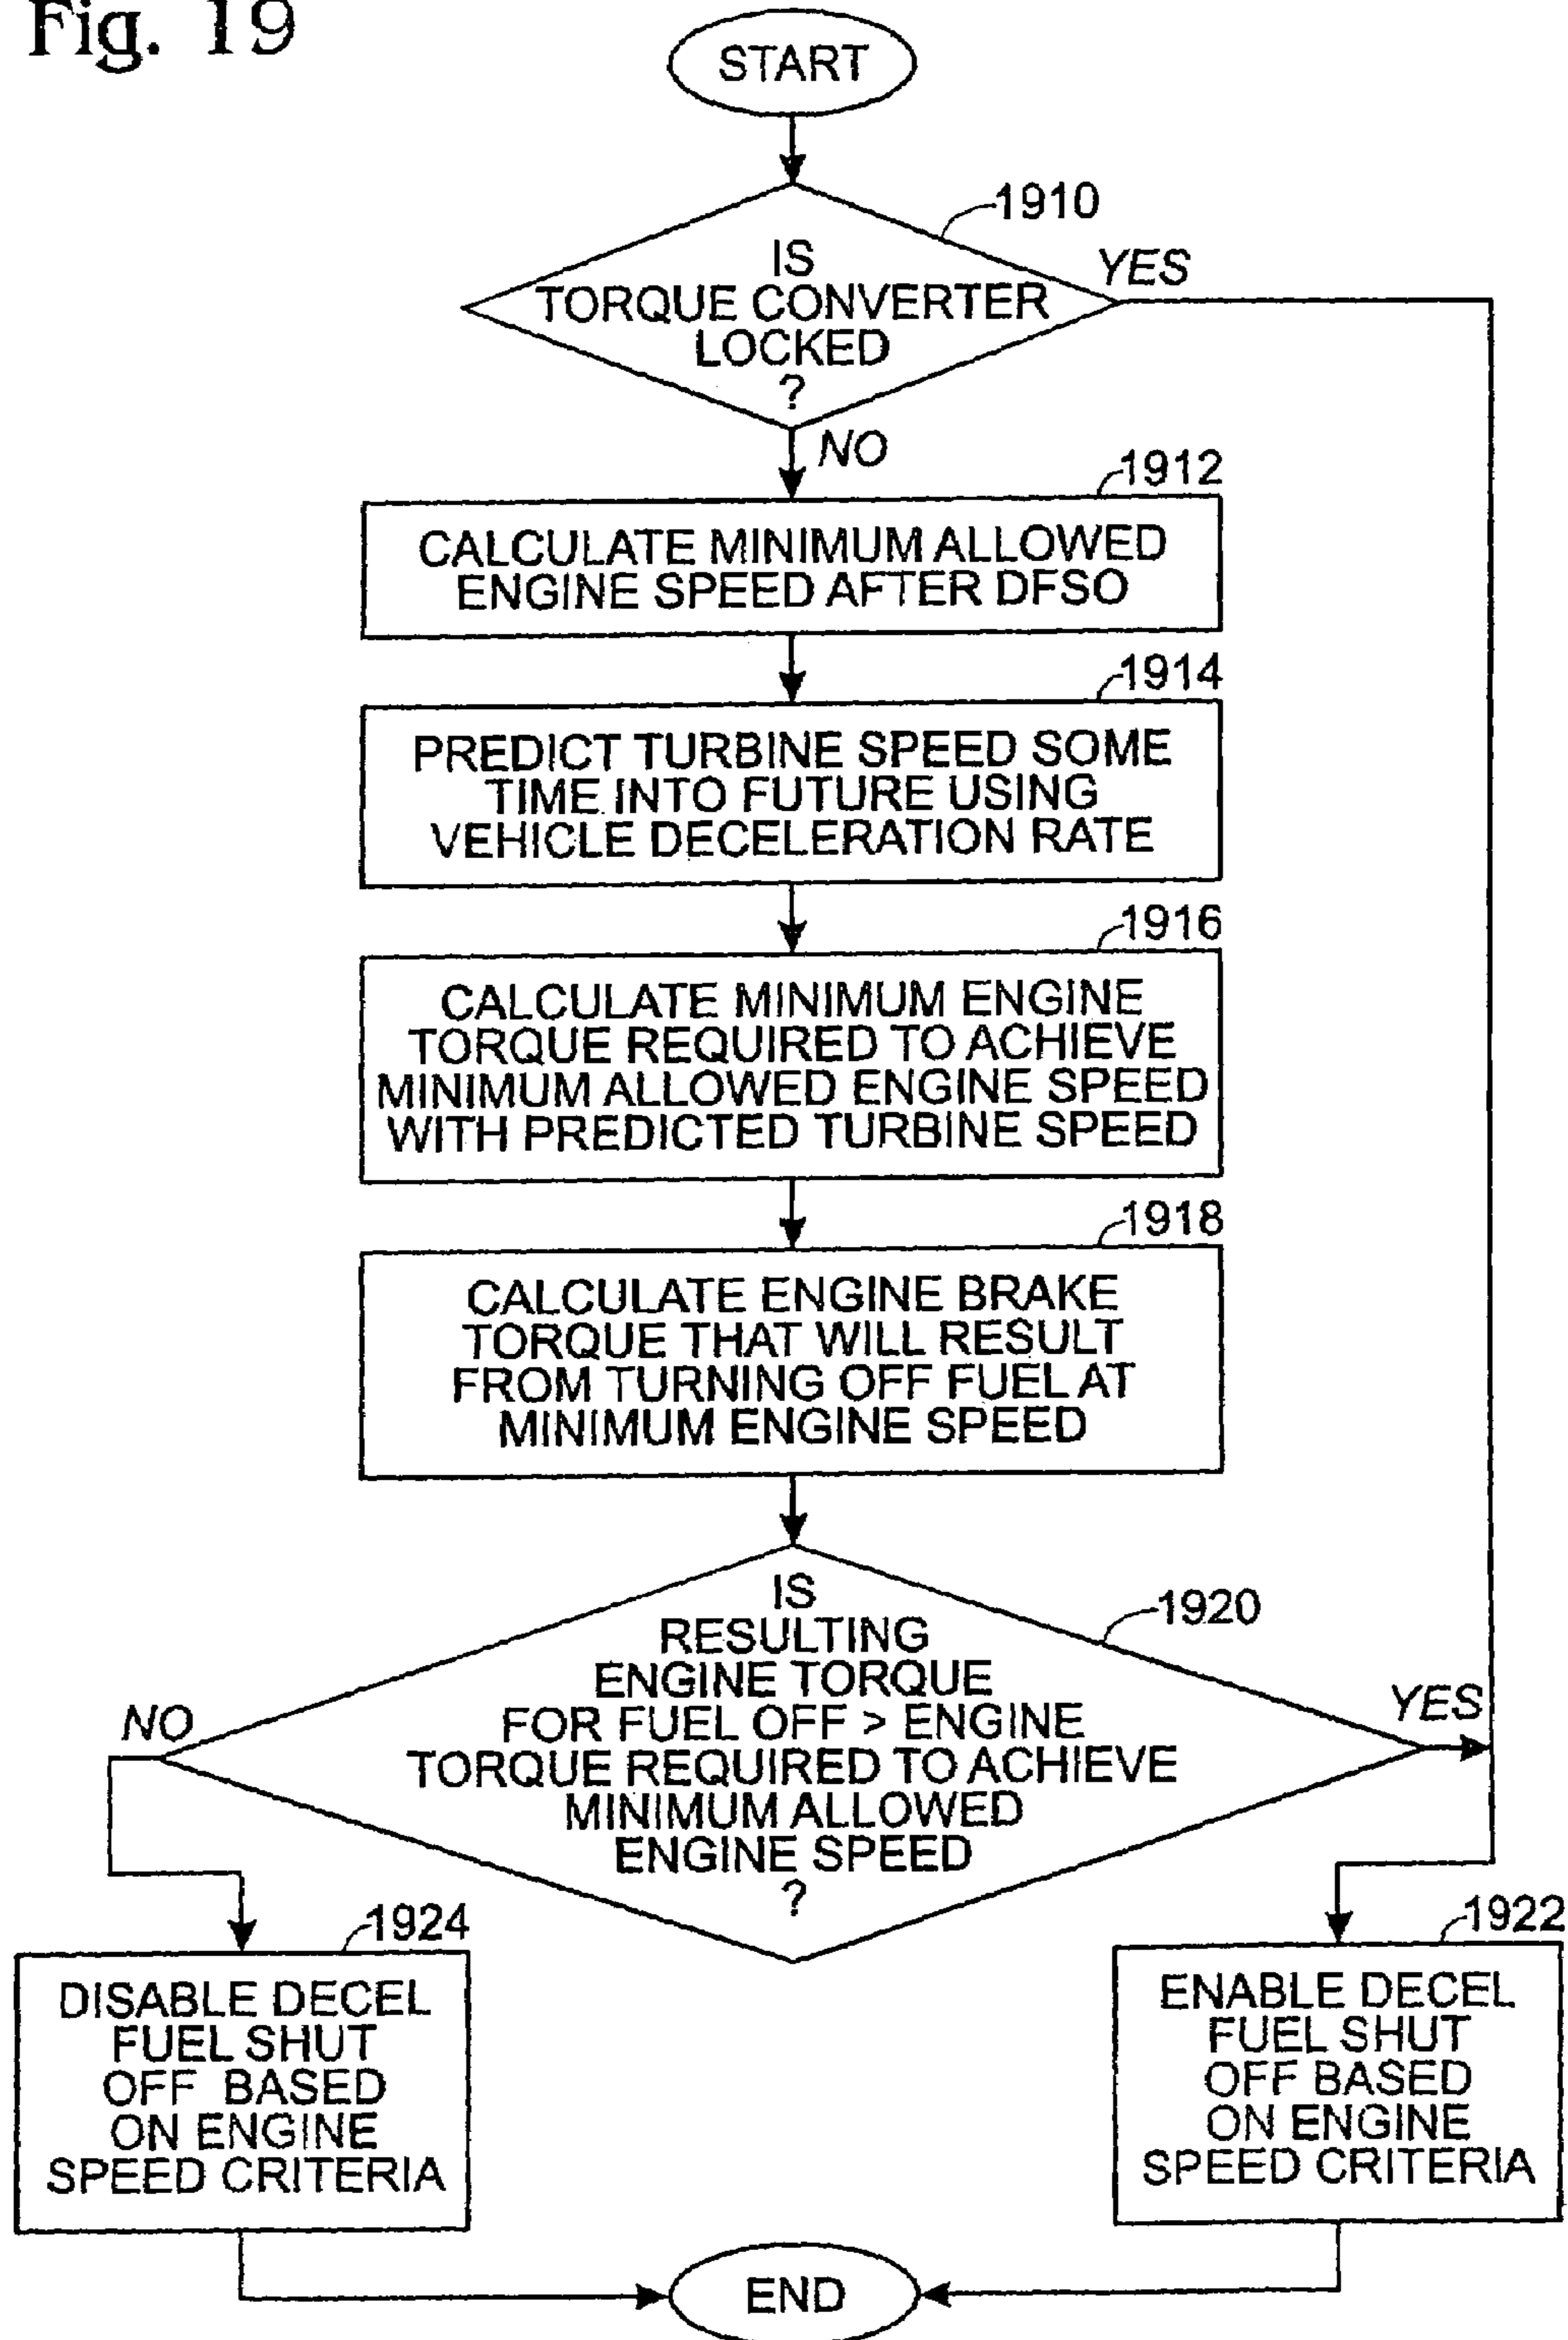 Fig. 19
START
1910
IS
TORQUE CONVERTER
LOCKED
?
YES
NO
1912
CALCULATE MINIMUM ALLOWED
ENGINE SPEED AFTER DFSO
1914
PREDICT TURBINE SPEED SOME
TIME INTO FUTURE USING
VEHICLE DECELERATION RATE
1916
CALCULATE MINIMUM ENGINE
TORQUE REQUIRED TO ACHIEVE
MINIMUM ALLOWED ENGINE SPEED
WITH PREDICTED TURBINE SPEED
1918
CALCULATE ENGINE BRAKE
TORQUE THAT WILL RESULT
FROM TURNING OFF FUEL AT
MINIMUM ENGINE SPEED
1920
IS
RESULTING
ENGINE TORQUE
FOR FUEL OFF > ENGINE
TORQUE REQUIRED TO ACHIEVE
MINIMUM ALLOWED
ENGINE SPEED
?
NO
YES
1924
DISABLE DECEL
FUEL SHUT
OFF BASED
ON ENGINE
SPEED CRITERIA
1922
ENABLE DECEL
FUEL SHUT
OFF BASED
ON ENGINE
SPEED CRITERIA
END